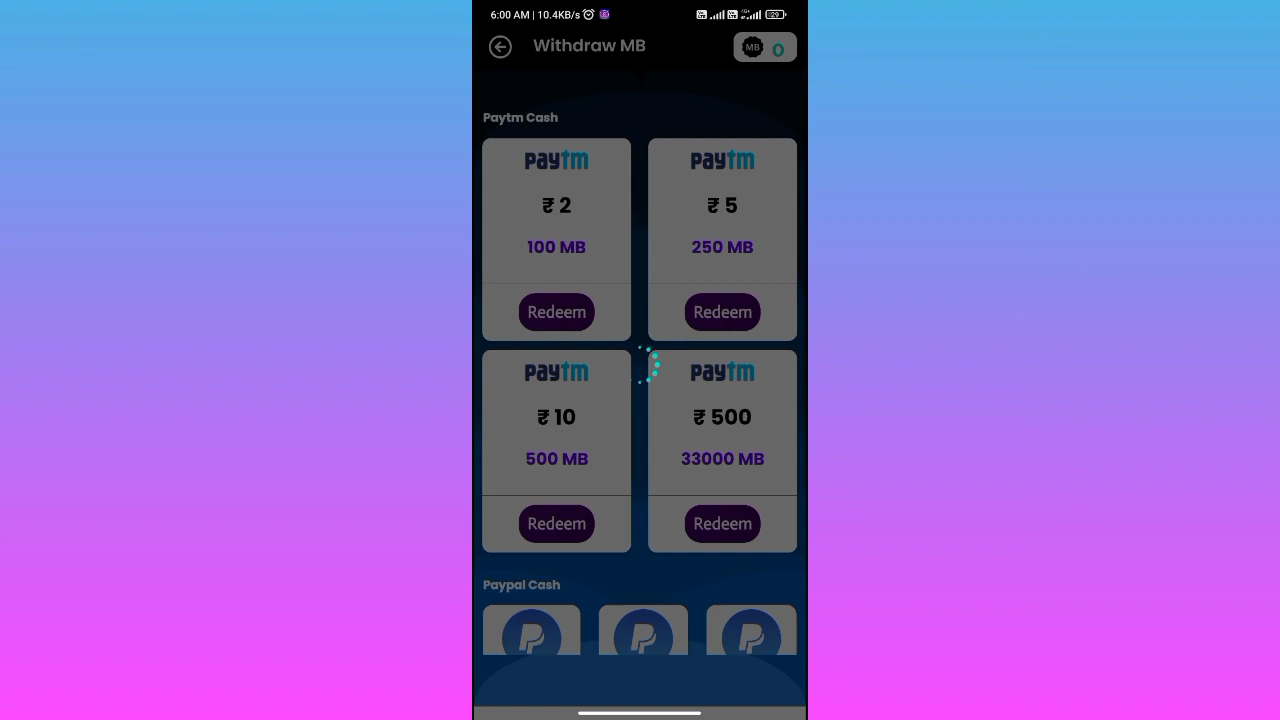 6:00 AM | 10.4KB/s 29
Withdraw MB
MB 0
Paytm Cash
paytm paytm
₹ 2 ₹ 5
100 MB 250 MB
Redeem Redeem
paytm paytm
₹ 10 ₹ 500
500 MB 33000 MB
Redeem Redeem
Paypal Cash